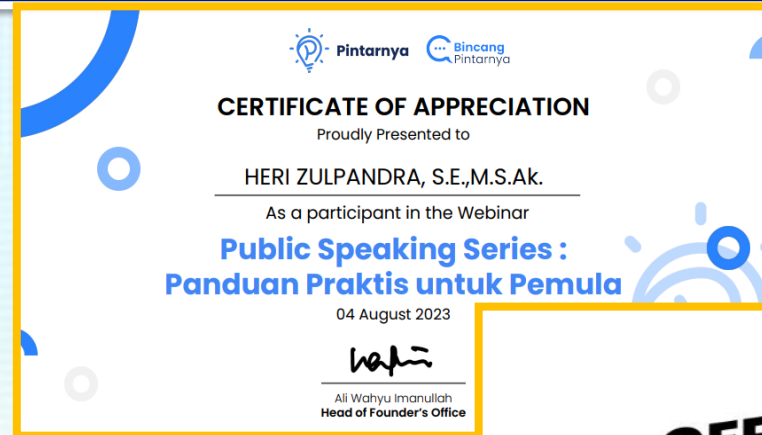 Pintarnya
Bincang
Pintarnya
CERTIFICATE OF APPRECIATION
Proudly Presented to
HERI ZULPANDRA, S.E.,M.S.Ak.
As a participant in the Webinar
Public Speaking Series :
Panduan Praktis untuk Pemula
04 August 2023
Ali Wahyu Imanullah
Head of Founder's Office